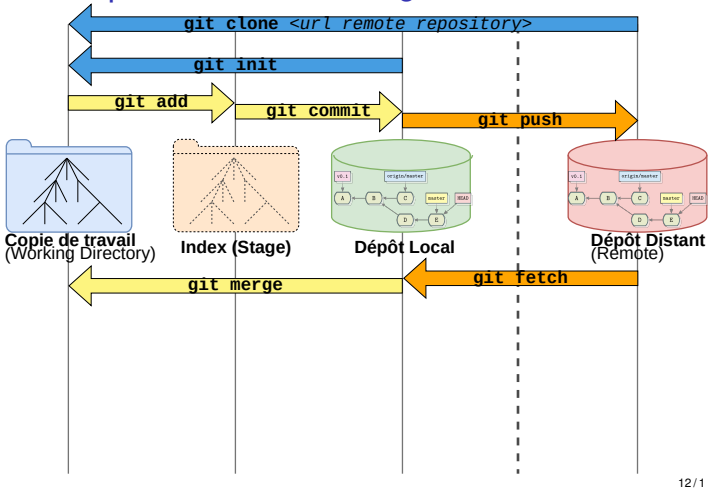 git clone <url remote repository>
git init
git add
git commit
git push
v0.1
origin/master
A
B
C
master
HEAD
D
E
v0.1
origin/master
A
B
C
master
HEAD
D
E
Copie de travail
(Working Directory)
Index (Stage)
Dépôt Local
Dépôt Distant
(Remote)
git merge
git fetch
12/1